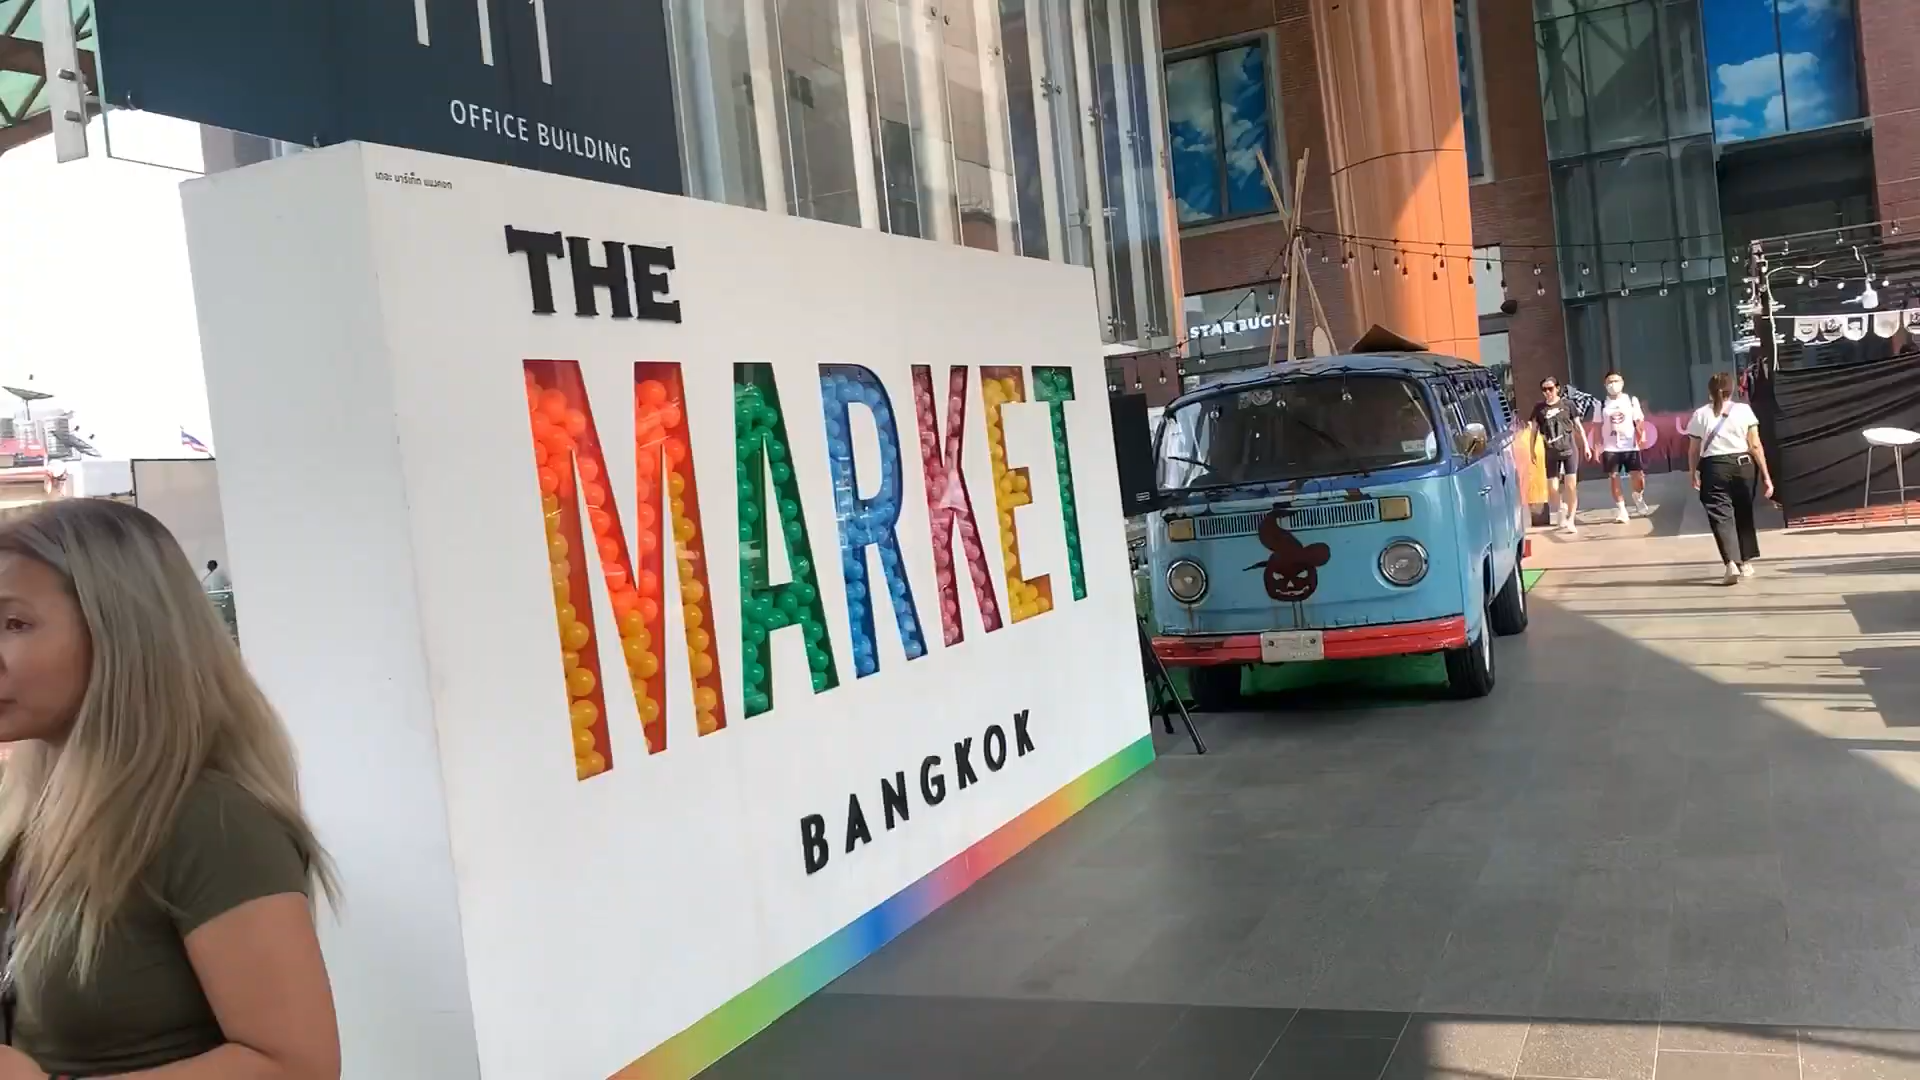 OFFICE BUILDING
เดอะ มาร์เก็ต แบงคอก
THE
MARKET
BANGKOK
STARBUCKS